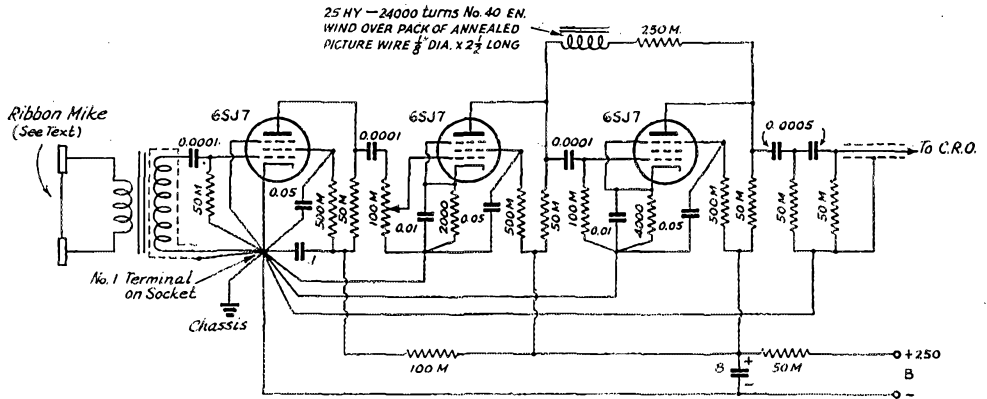 25 HY — 24000 turns No. 40 EN.
WIND OVER PACK OF ANNEALED
PICTURE WIRE 1/8" DIA. x 2 1/2 LONG
250 M.
Ribbon Mike
(See Text)
6SJ7
6SJ7
6SJ7
0.0001
0.0001
0.0001
0.0005
To C.R.O.
50 M
0.05
500 M
50 M
100 M
0.01
2000
0.05
500 M
50 M
100 M
0.01
4000
0.05
500 M
50 M
50 M
50 M
.1
No. 1 Terminal
on Socket
Chassis
100 M
8
+
-
50 M
+250
B
-